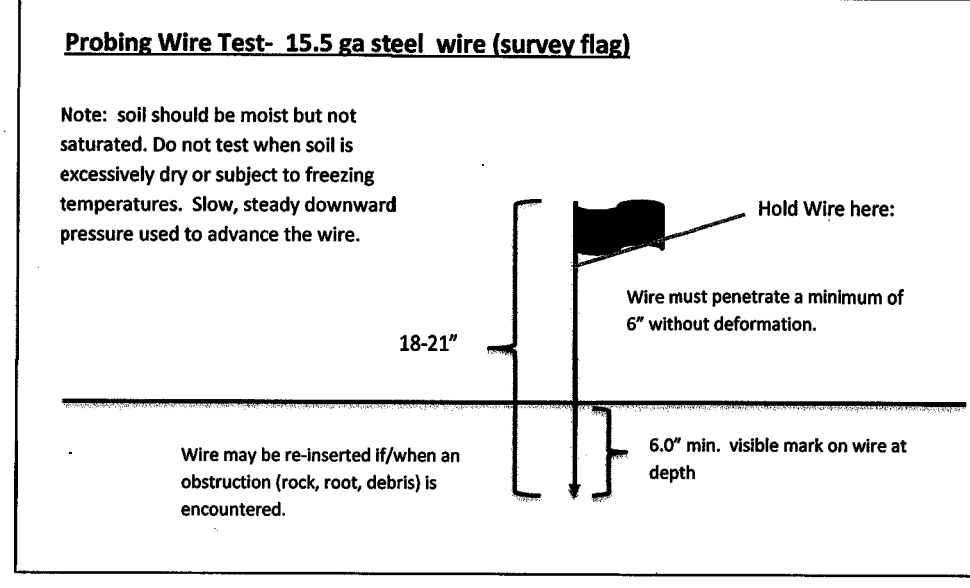 Probing Wire Test- 15.5 ga steel wire (survey flag)
Note: soil should be moist but not
saturated. Do not test when soil is
excessively dry or subject to freezing
temperatures. Slow, steady downward
pressure used to advance the wire.
Hold Wire here:
Wire must penetrate a minimum of
6” without deformation.
18-21”
6.0” min. visible mark on wire at
depth
Wire may be re-inserted if/when an
obstruction (rock, root, debris) is
encountered.